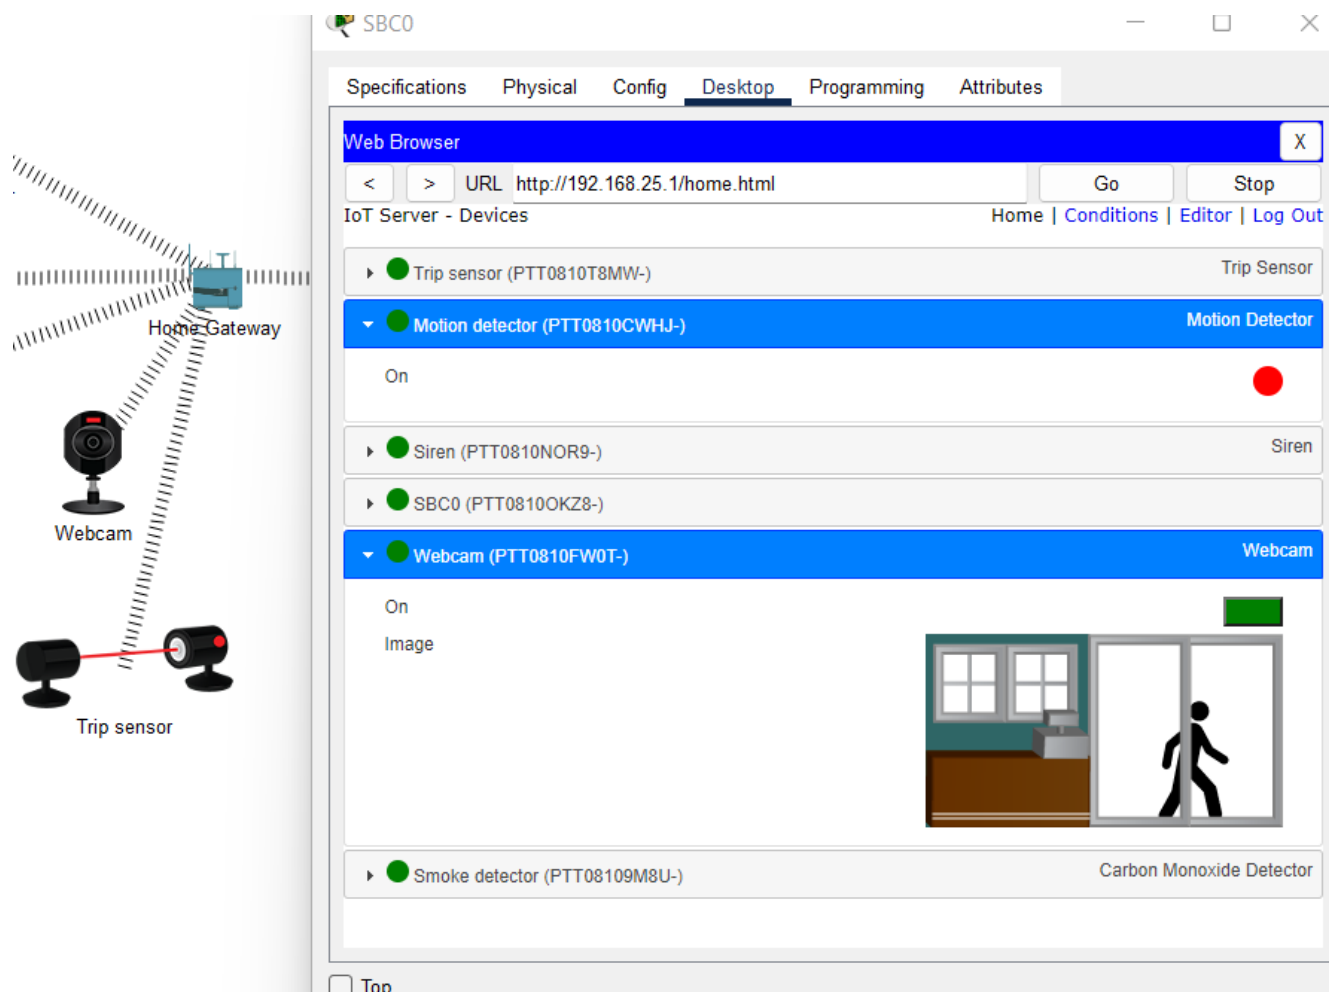 SBC0
Specifications Physical Config Desktop Programming Attributes
Web Browser X
< > URL http://192.168.25.1/home.html Go Stop
IoT Server - Devices Home | Conditions | Editor | Log Out
Trip sensor (PTT0810T8MW-) Trip Sensor
Motion detector (PTT0810CWHJ-) Motion Detector
On
Siren (PTT0810NOR9-) Siren
SBC0 (PTT0810OKZ8-)
Webcam (PTT0810FW0T-) Webcam
On
Image
Smoke detector (PTT08109M8U-) Carbon Monoxide Detector
Top
Home Gateway
Webcam
Trip sensor